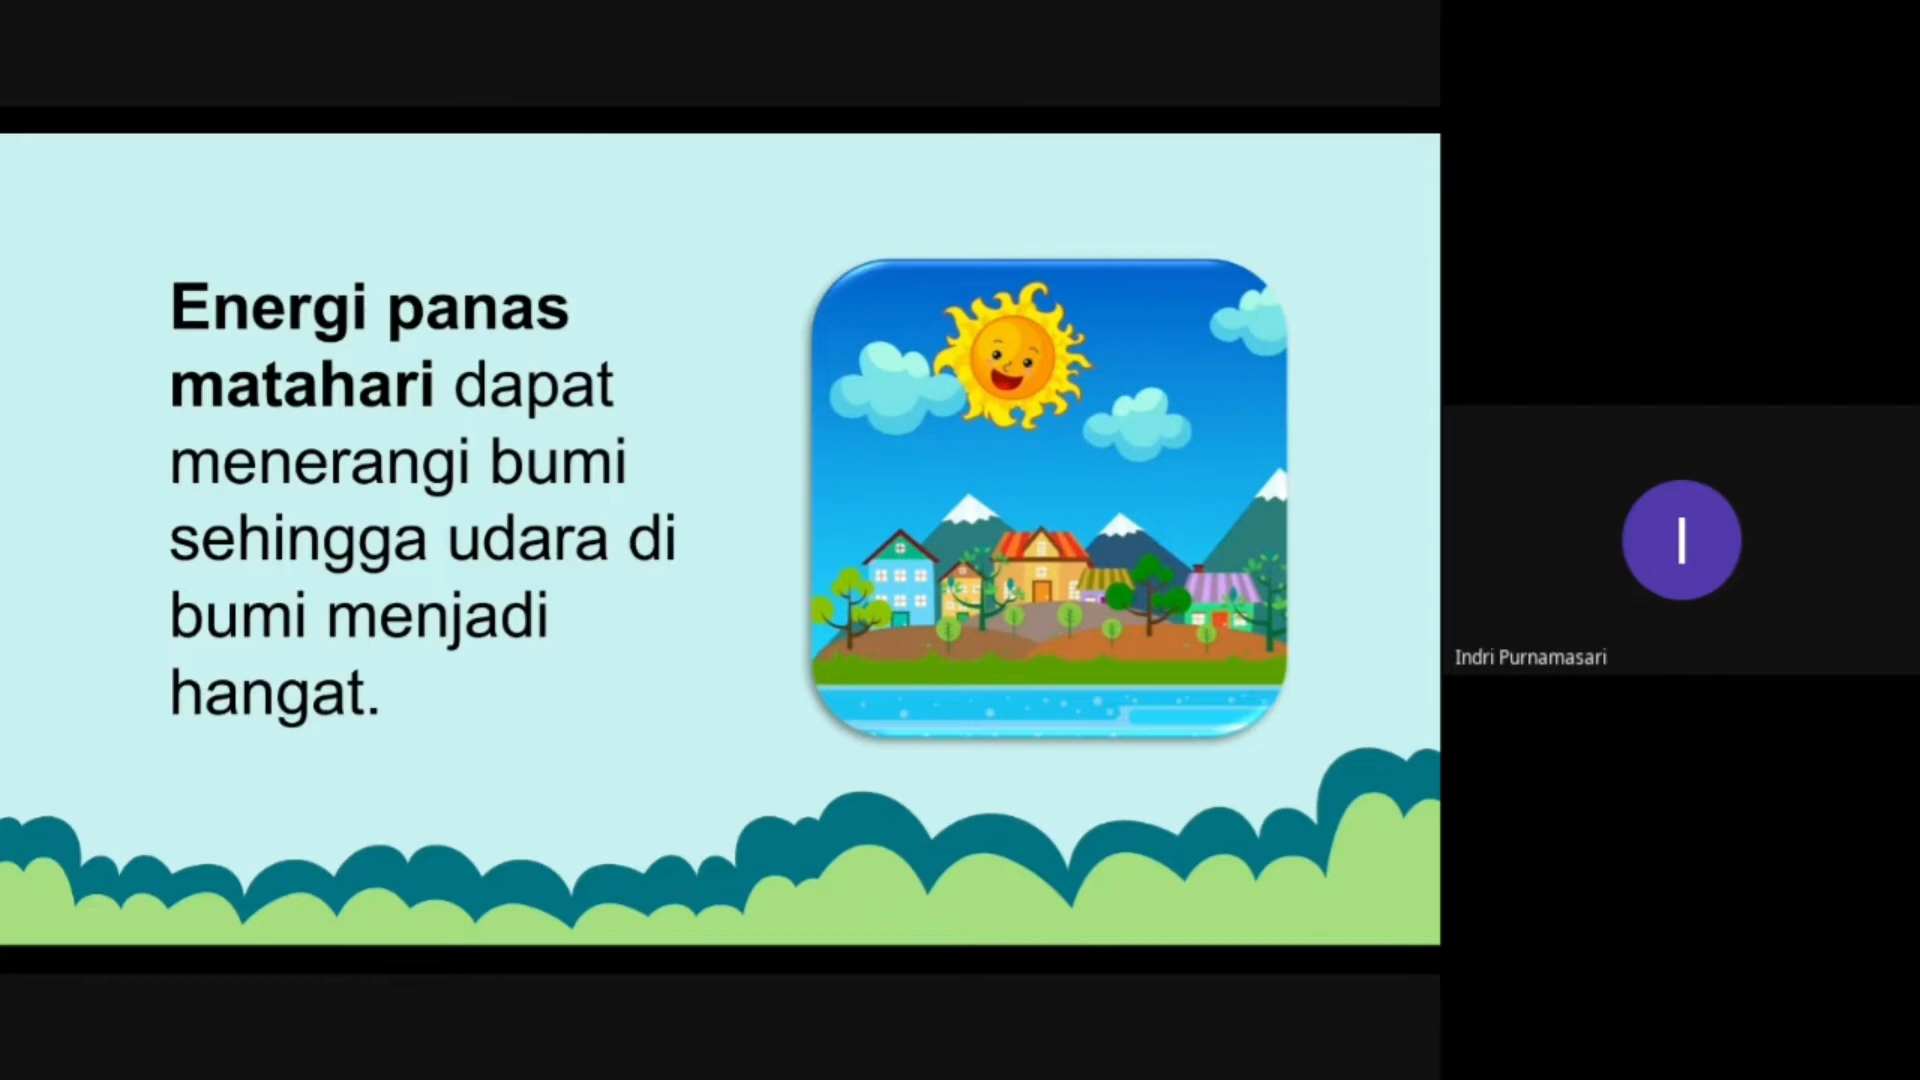 Energi panas
matahari dapat
menerangi bumi
sehingga udara di
bumi menjadi
hangat.
I
Indri Purnamasari